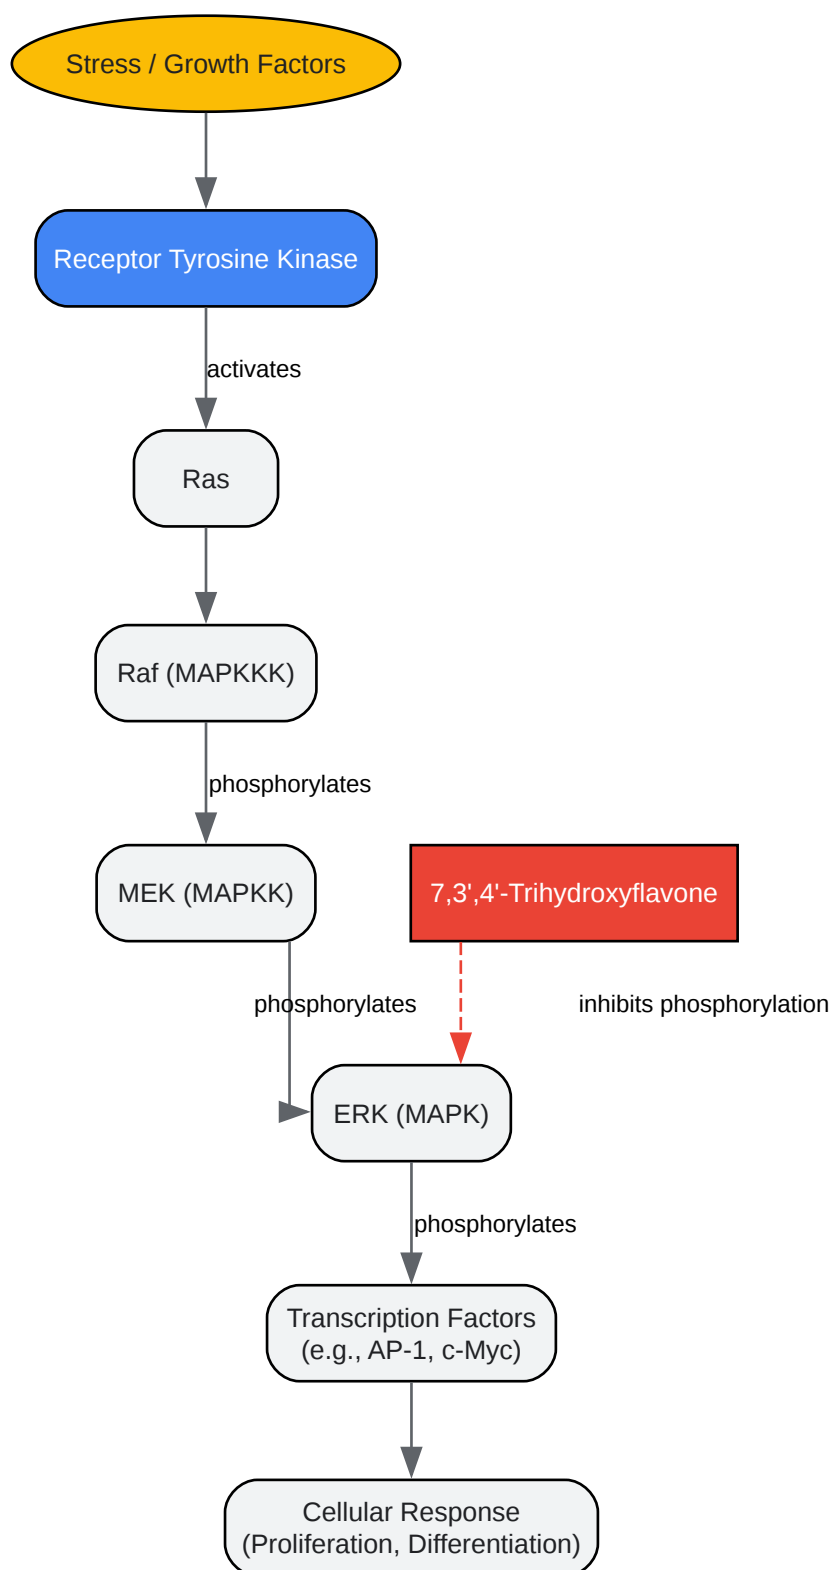 Stress / Growth Factors
Receptor Tyrosine Kinase
activates
Ras
Raf (MAPKKK)
phosphorylates
MEK (MAPKK)
7,3',4'-Trihydroxyflavone
phosphorylates
inhibits phosphorylation
ERK (MAPK)
phosphorylates
Transcription Factors
(e.g., AP-1, c-Myc)
Cellular Response
(Proliferation, Differentiation)